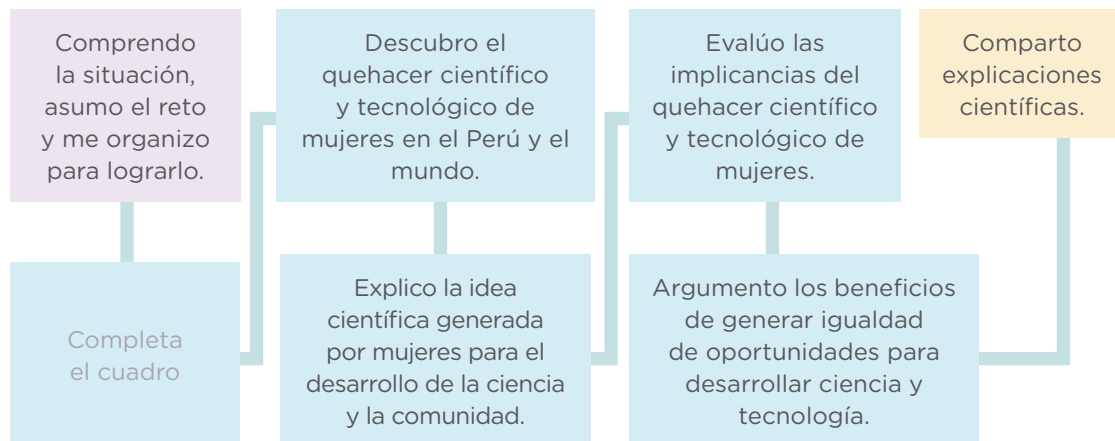 Comprendo
la situación,
asumo el reto
y me organizo
para lograrlo.
Completa
el cuadro
Descubro el
quehacer científico
y tecnológico de
mujeres en el Perú y el
mundo.
Explico la idea
científica generada
por mujeres para el
desarrollo de la ciencia
y la comunidad.
Evalúo las
implicancias del
quehacer científico
y tecnológico de
mujeres.
Argumento los beneficios
de generar igualdad
de oportunidades para
desarrollar ciencia y
tecnología.
Comparto
explicaciones
científicas.